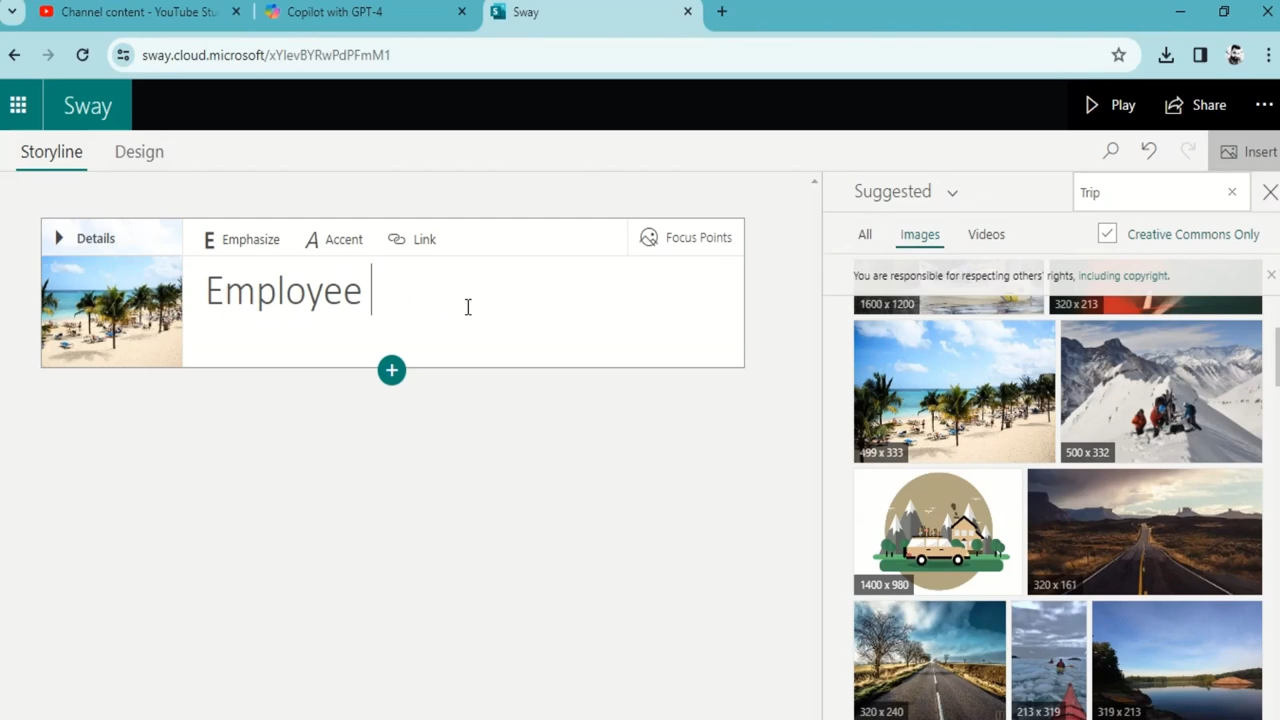 Channel content - YouTube Stu
Copilot with GPT-4
Sway
sway.cloud.microsoft/xYIevBYRwPdPFmM1
Sway
Play
Share
Storyline
Design
Insert
Suggested
Trip
All
Images
Videos
Creative Commons Only
You are responsible for respecting others' rights, including copyright.
Details
E Emphasize
A Accent
Link
Focus Points
Employee
1600 x 1200
320 x 213
499 x 333
500 x 332
1400 x 980
320 x 161
320 x 240
213 x 319
319 x 213